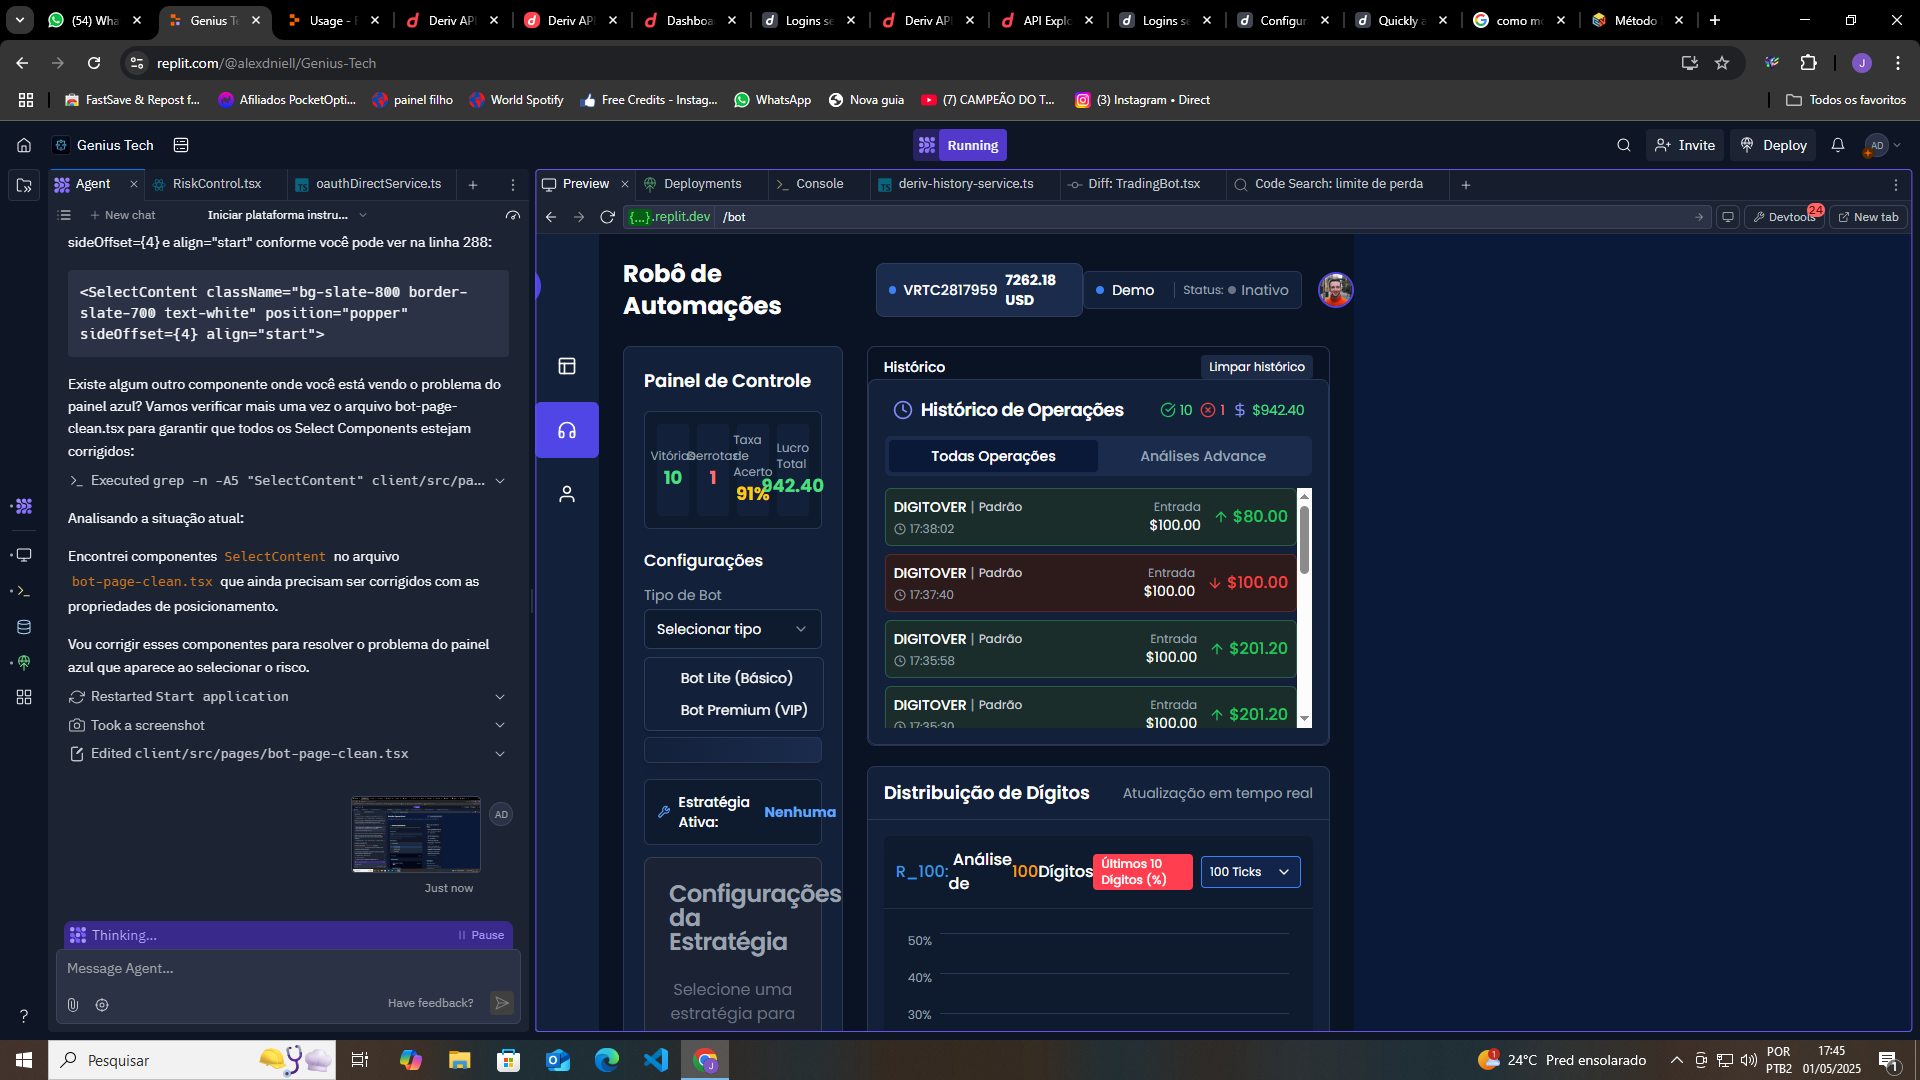 (54) Wha
Genius Te
Usage - F
Deriv API
Deriv API
Dashboa
Logins se
Deriv API
API Explo
Logins se
Configura
Quickly a
como mo
Método
replit.com/@alexdniell/Genius-Tech
J
FastSave & Repost f...
Afiliados PocketOpti...
painel filho
World Spotify
Free Credits - Instag...
WhatsApp
Nova guia
(7) CAMPEÃO DO T...
(3) Instagram • Direct
Todos os favoritos
Genius Tech
Running
Invite
Deploy
AD
Agent
RiskControl.tsx
oauthDirectService.ts
Preview
Deployments
Console
deriv-history-service.ts
Diff: TradingBot.tsx
Code Search: limite de perda
New chat
Iniciar plataforma instru...
{...}.replit.dev
/bot
Devtools
24
New tab
sideOffset={4} e align="start" conforme você pode ver na linha 288:
<SelectContent className="bg-slate-800 border-
slate-700 text-white" position="popper"
sideOffset={4} align="start">
Existe algum outro componente onde você está vendo o problema do
painel azul? Vamos verificar mais uma vez o arquivo bot-page-
clean.tsx para garantir que todos os Select Components estejam
corrigidos:
Executed grep -n -A5 "SelectContent" client/src/pa...
Analisando a situação atual:
Encontrei componentes SelectContent no arquivo
bot-page-clean.tsx que ainda precisam ser corrigidos com as
propriedades de posicionamento.
Vou corrigir esses componentes para resolver o problema do painel
azul que aparece ao selecionar o risco.
Restarted Start application
Took a screenshot
Edited client/src/pages/bot-page-clean.tsx
AD
Just now
Thinking...
Pause
Message Agent...
Have feedback?
Robô de
Automações
VRTC2817959
7262.18
USD
Demo
Status:
Inativo
Painel de Controle
Vitórias
10
Derrotas
1
Taxa
de
Acerto
91%
Lucro
Total
942.40
Configurações
Tipo de Bot
Selecionar tipo
Bot Lite (Básico)
Bot Premium (VIP)
Estratégia
Ativa:
Nenhuma
Configurações
da
Estratégia
Selecione uma
estratégia para
Histórico
Limpar histórico
Histórico de Operações
10
1
$942.40
Todas Operações
Análises Advance
DIGITOVER | Padrão
17:38:02
Entrada
$100.00
$80.00
DIGITOVER | Padrão
17:37:40
Entrada
$100.00
$100.00
DIGITOVER | Padrão
17:35:58
Entrada
$100.00
$201.20
DIGITOVER | Padrão
17:35:30
Entrada
$100.00
$201.20
Distribuição de Dígitos
Atualização em tempo real
R_100:
Análise
de
100
Dígitos
Últimos 10
Dígitos (%)
100 Ticks
50%
40%
30%
Pesquisar
24°C Pred ensolarado
POR
PTB2
17:45
01/05/2025
1